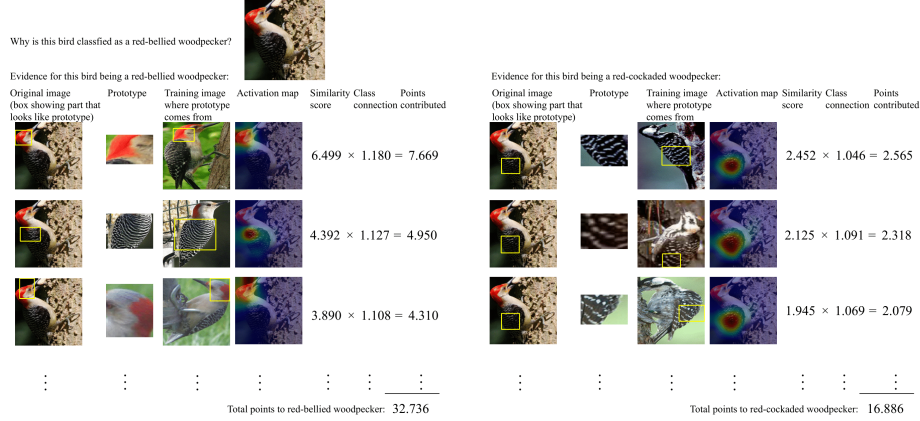 Why is this bird classfied as a red-bellied woodpecker?
Evidence for this bird being a red-bellied woodpecker:
Original image
(box showing part that
looks like prototype)
Prototype
Training image
where prototype
comes from
Activation map
Similarity
score
Class
connection
Points
contributed
6.499 × 1.180 = 7.669
4.392 × 1.127 = 4.950
3.890 × 1.108 = 4.310
Total points to red-bellied woodpecker: 32.736
Evidence for this bird being a red-cockaded woodpecker:
Original image
(box showing part that
looks like prototype)
Prototype
Training image
where prototype
comes from
Activation map
Similarity
score
Class
connection
Points
contributed
2.452 × 1.046 = 2.565
2.125 × 1.091 = 2.318
1.945 × 1.069 = 2.079
Total points to red-cockaded woodpecker: 16.886